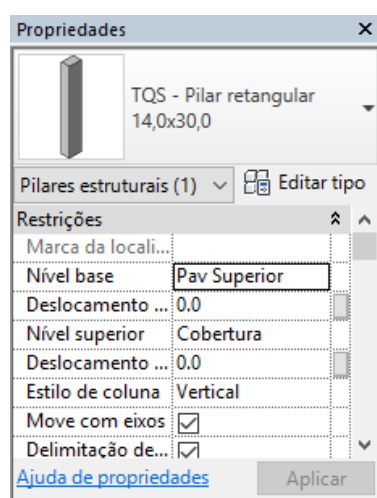 Propriedades
TQS - Pilar retangular
14,0x30,0
Pilares estruturais (1)
Editar tipo
Restrições
Marca da locali...
Nível base Pav Superior
Deslocamento ... 0.0
Nível superior Cobertura
Deslocamento ... 0.0
Estilo de coluna Vertical
Move com eixos
Delimitação de...
Ajuda de propriedades
Aplicar